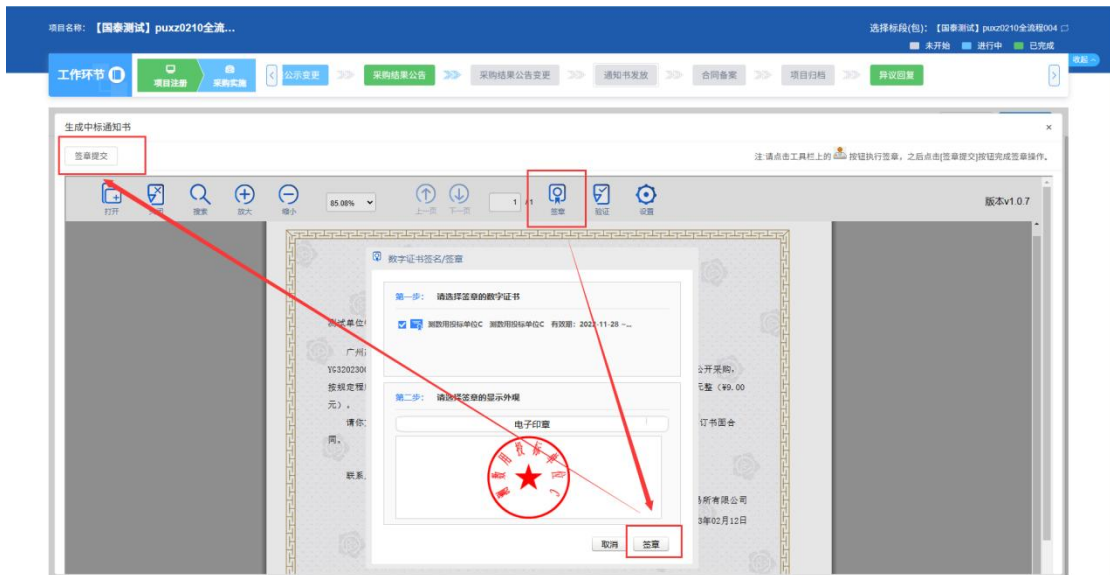 项目名称: 【国泰测试】puxz0210全流...
选择标段(包): 【国泰测试】puxz0210全流程004
未开始 进行中 已完成
收起
工作环节
项目注册
采购实施
公示变更
采购结果公告
采购结果公告变更
通知书发放
合同备案
项目归档
异议回复
生成中标通知书
×
签章提交
注:请点击工具栏上的 按钮执行签章，之后点击[签章提交]按钮完成签章操作。
打开
搜索
放大
缩小
85.08%
上一页
下一页
1 /1
签章
验证
设置
版本v1.0.7
数字证书签名/签章
第一步: 请选择签章的数字证书
测数用投标单位C 测数用投标单位C 有效期: 2022-11-28 ~...
第二步: 请选择签章的显示外观
电子印章
测数用投标单位C
取消
签章
测试单位
广州
YG3202300
公开采购，
按规定程
元整（¥9.00
元）。
请你
订书面合
同。
联系
易所有限公司
3年02月12日